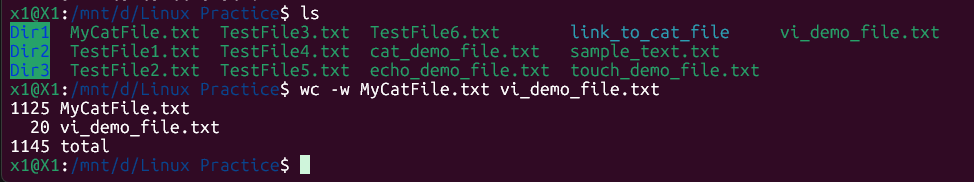 x1@X1:/mnt/d/Linux Practice$ ls
Dir1 MyCatFile.txt TestFile3.txt TestFile6.txt link_to_cat_file vi_demo_file.txt
Dir2 TestFile1.txt TestFile4.txt cat_demo_file.txt sample_text.txt
Dir3 TestFile2.txt TestFile5.txt echo_demo_file.txt touch_demo_file.txt
x1@X1:/mnt/d/Linux Practice$ wc -w MyCatFile.txt vi_demo_file.txt
1125 MyCatFile.txt
20 vi_demo_file.txt
1145 total
x1@X1:/mnt/d/Linux Practice$